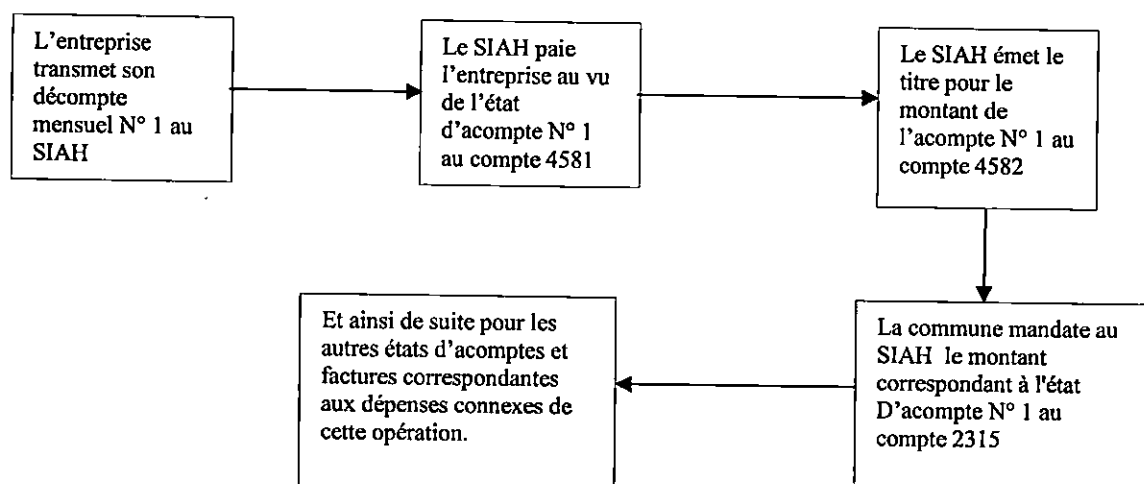 L'entreprise
transmet son
décompte
mensuel N° 1 au
SIAH
Le SIAH paie
l'entreprise au vu
de l'état
d'acompte N° 1
au compte 4581
Le SIAH émet le
titre pour le
montant de
l'acompte N° 1 au
compte 4582
La commune mandate au
SIAH le montant
correspondant à l'état
D'acompte N° 1 au
compte 2315
Et ainsi de suite pour les
autres états d'acomptes et
factures correspondantes
aux dépenses connexes de
cette opération.